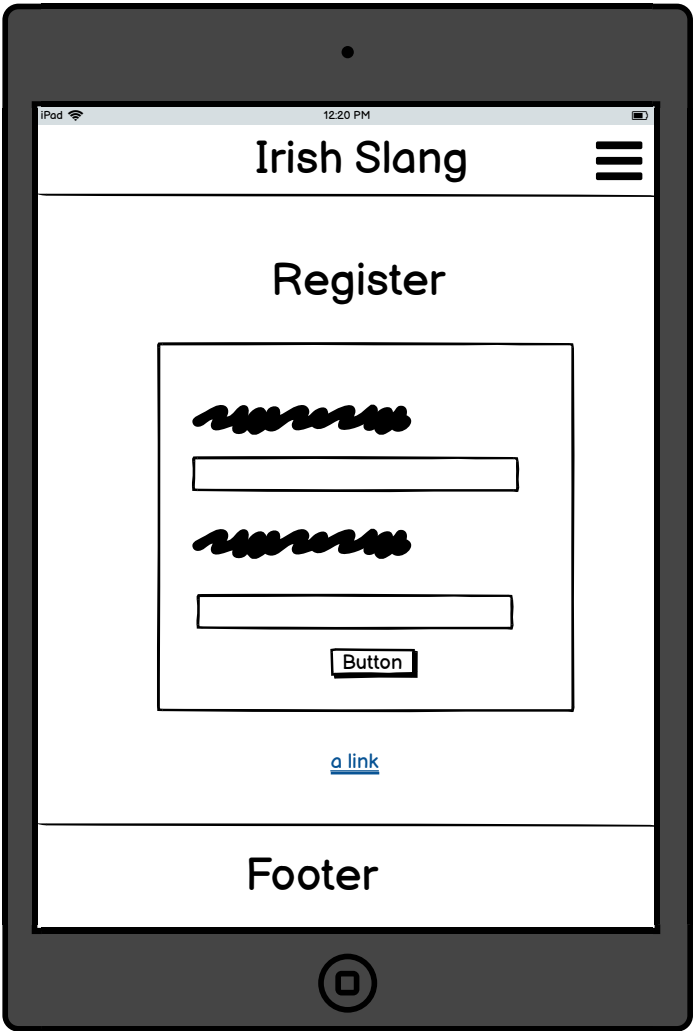 iPad 12:20 PM
Irish Slang
Register
Button
a link
Footer